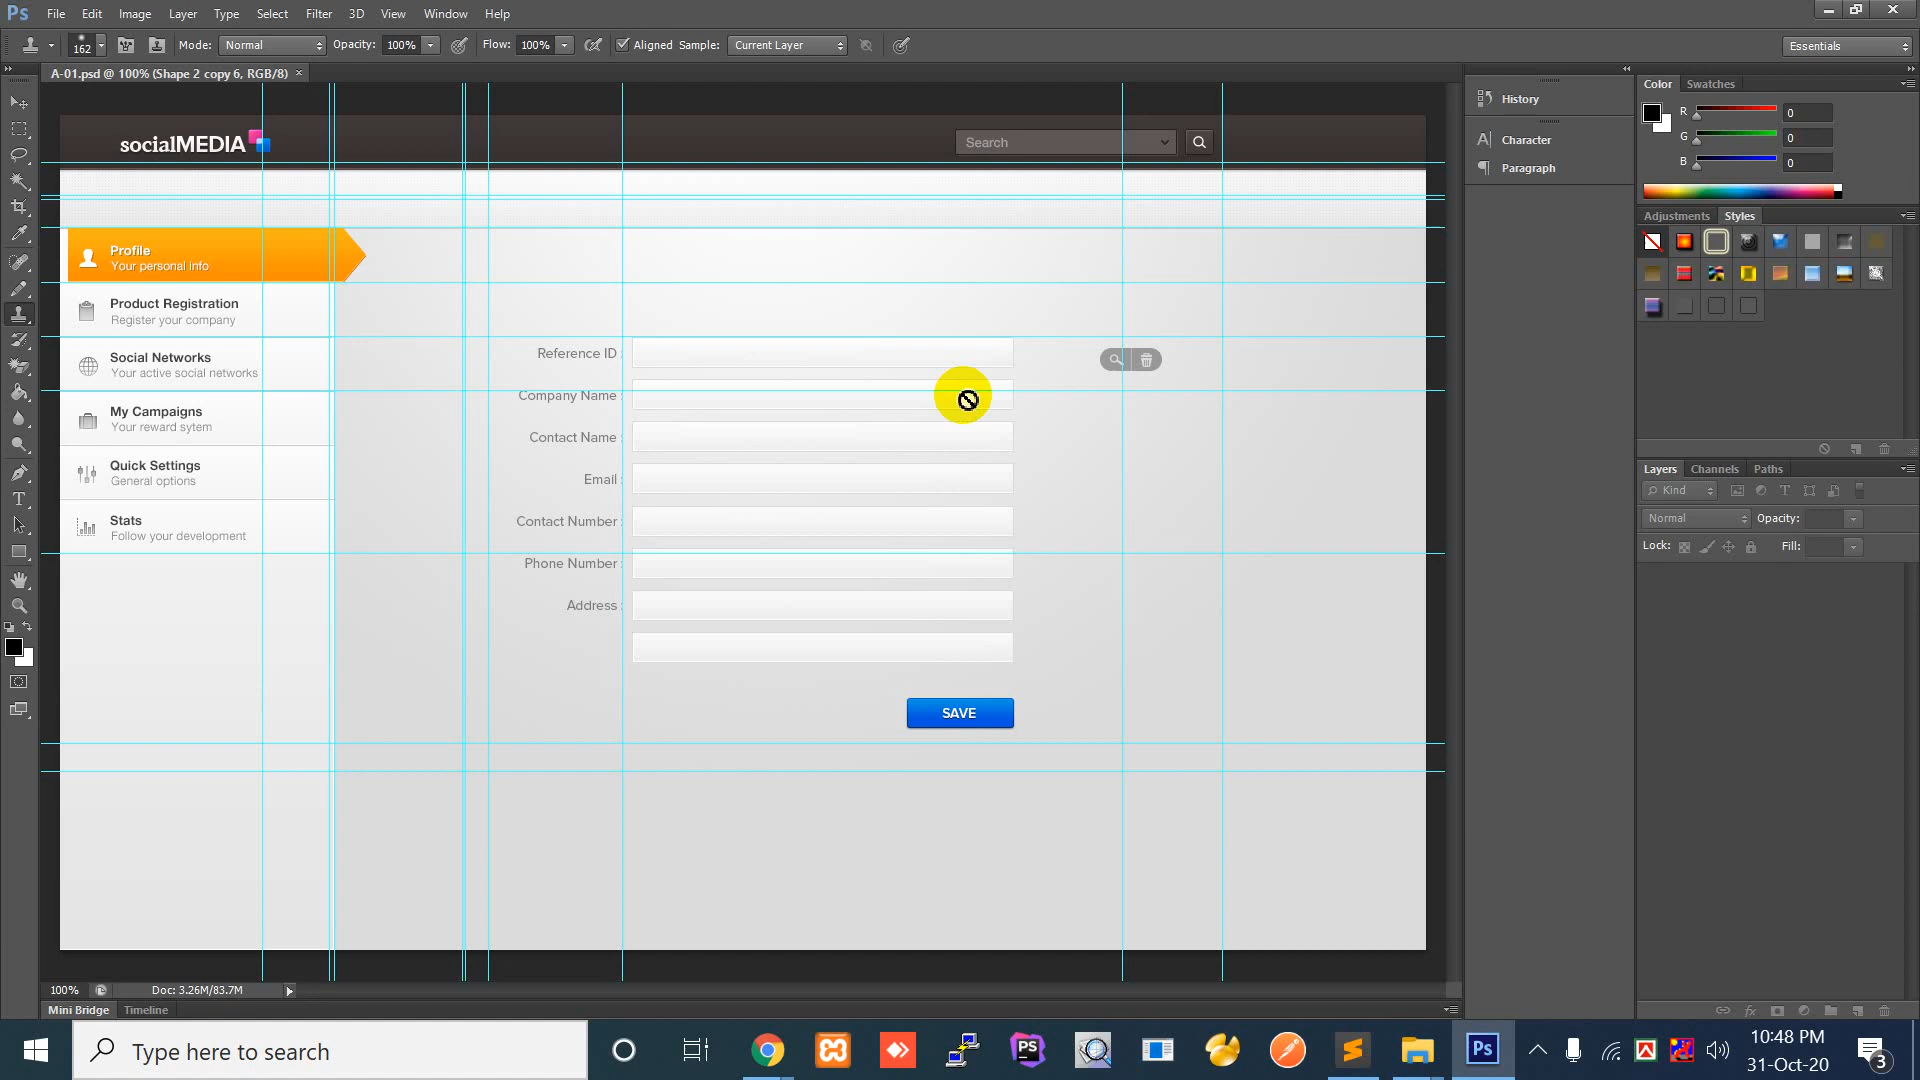 Ps File Edit Image Layer Type Select Filter 3D View Window Help
162 Mode: Normal Opacity: 100% Flow: 100% Aligned Sample: Current Layer Essentials
A-01.psd @ 100% (Shape 2 copy 6, RGB/8) ×
socialMEDIA
Search
Profile
Your personal info
Product Registration
Register your company
Social Networks
Your active social networks
My Campaigns
Your reward sytem
Quick Settings
General options
Stats
Follow your development
Reference ID :
Company Name :
Contact Name :
Email :
Contact Number :
Phone Number :
Address :
SAVE
History
Character
Paragraph
Color Swatches
R 0
G 0
B 0
Adjustments Styles
Layers Channels Paths
Kind
Normal Opacity:
Lock: Fill:
100% Doc: 3.26M/83.7M
Mini Bridge Timeline
Type here to search
PS
Ps
10:48 PM
31-Oct-20
3